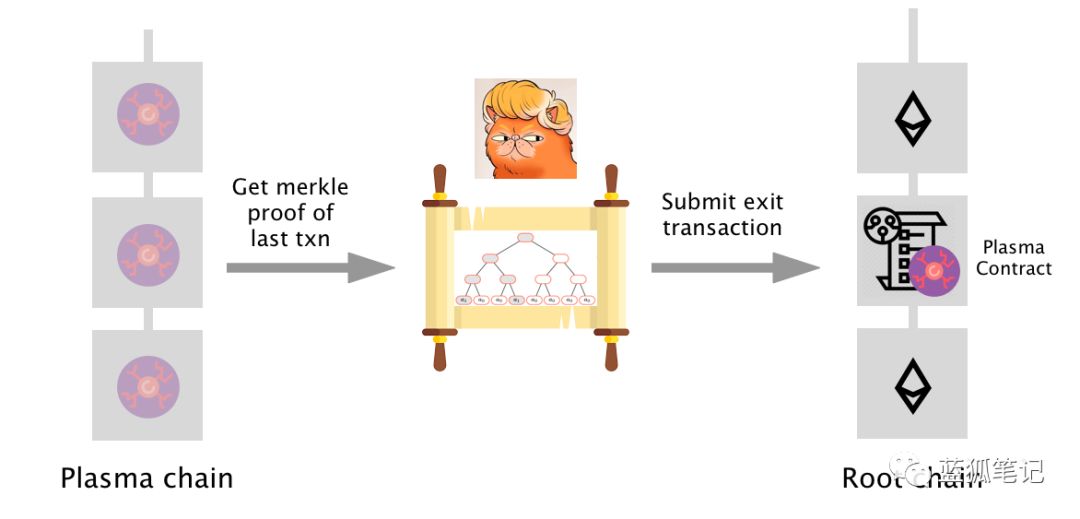 Get merkle
proof of
last txn
Submit exit
transaction
Plasma
Contract
Plasma chain
Root chain
蓝狐笔记